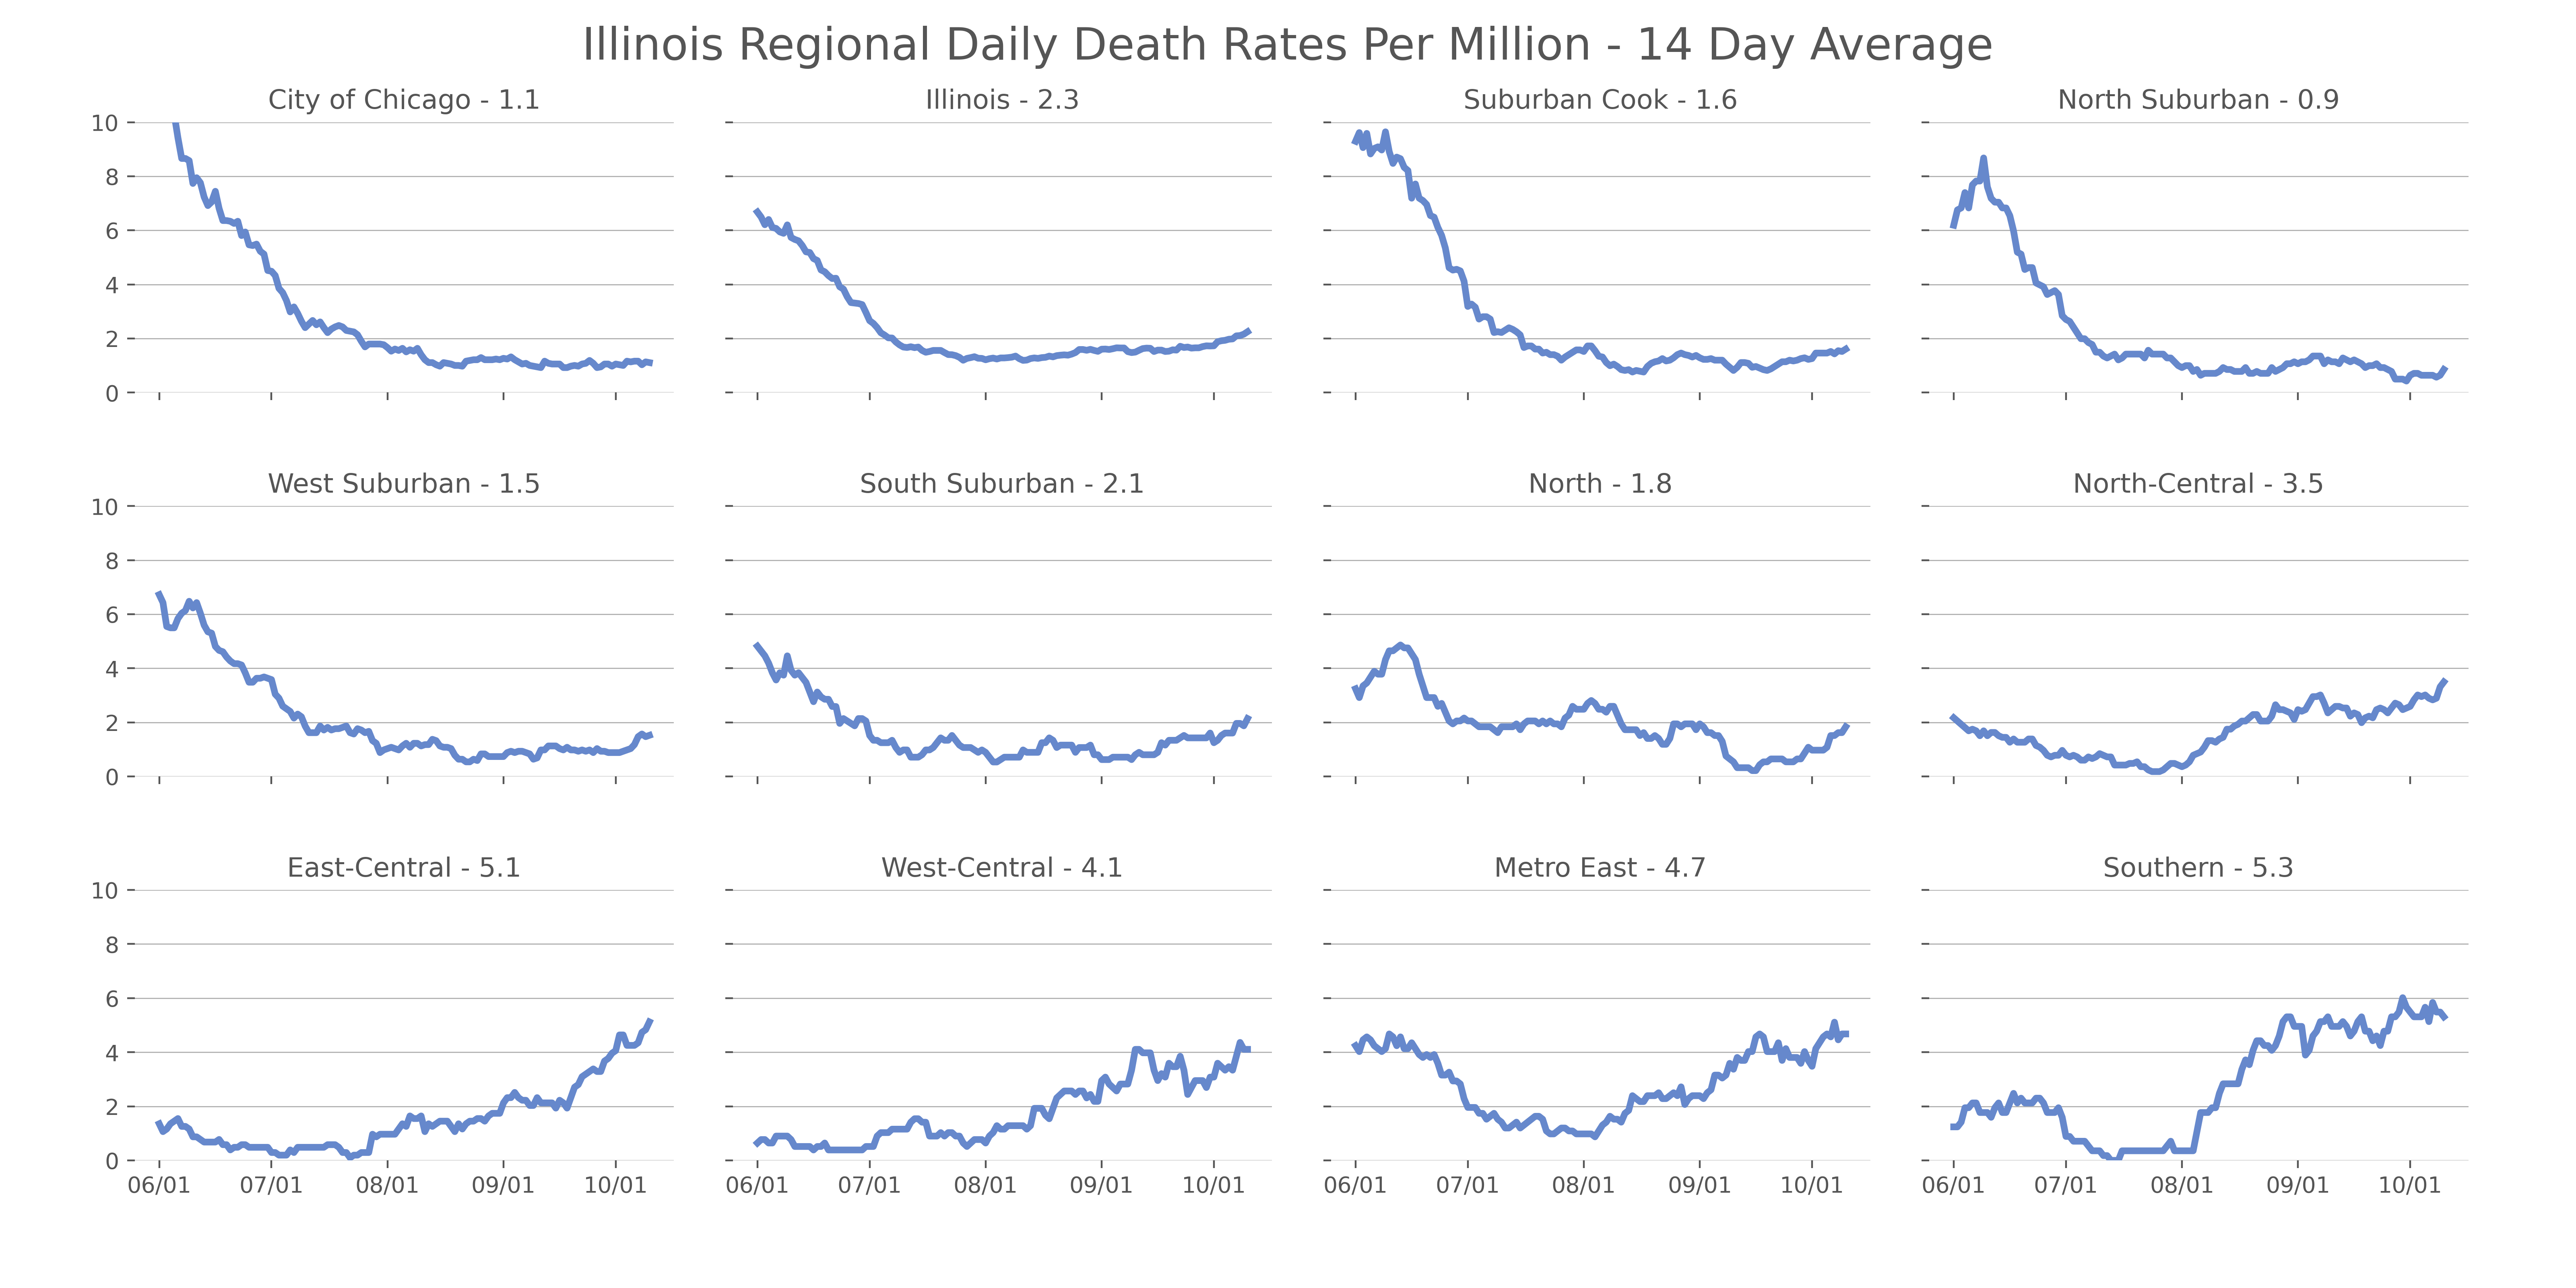 Illinois Regional Daily Death Rates Per Million - 14 Day Average
City of Chicago - 1.1
Illinois - 2.3
Suburban Cook - 1.6
North Suburban - 0.9
10
8
6
4
2
0
West Suburban - 1.5
South Suburban - 2.1
North - 1.8
North-Central - 3.5
10
8
6
4
2
0
East-Central - 5.1
West-Central - 4.1
Metro East - 4.7
Southern - 5.3
10
8
6
4
2
0
06/01 07/01 08/01 09/01 10/01
06/01 07/01 08/01 09/01 10/01
06/01 07/01 08/01 09/01 10/01
06/01 07/01 08/01 09/01 10/01